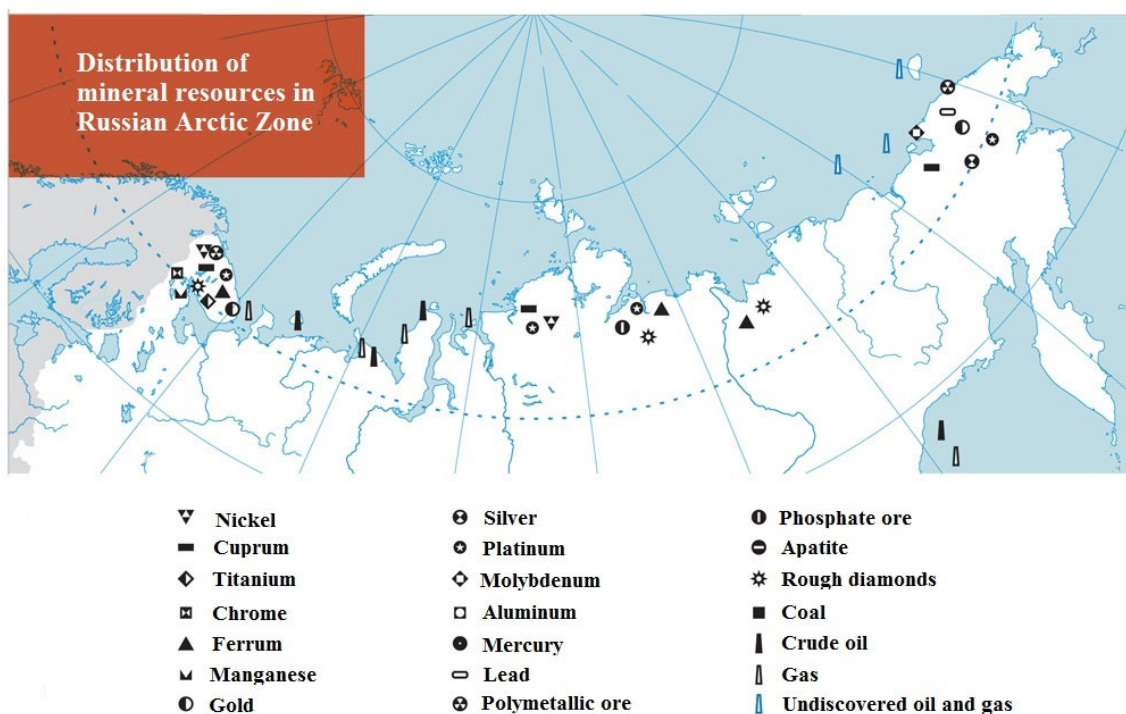 Distribution of
mineral resources in
Russian Arctic Zone
Nickel
Cuprum
Titanium
Chrome
Ferrum
Manganese
Gold
Silver
Platinum
Molybdenum
Aluminum
Mercury
Lead
Polymetallic ore
Phosphate ore
Apatite
Rough diamonds
Coal
Crude oil
Gas
Undiscovered oil and gas